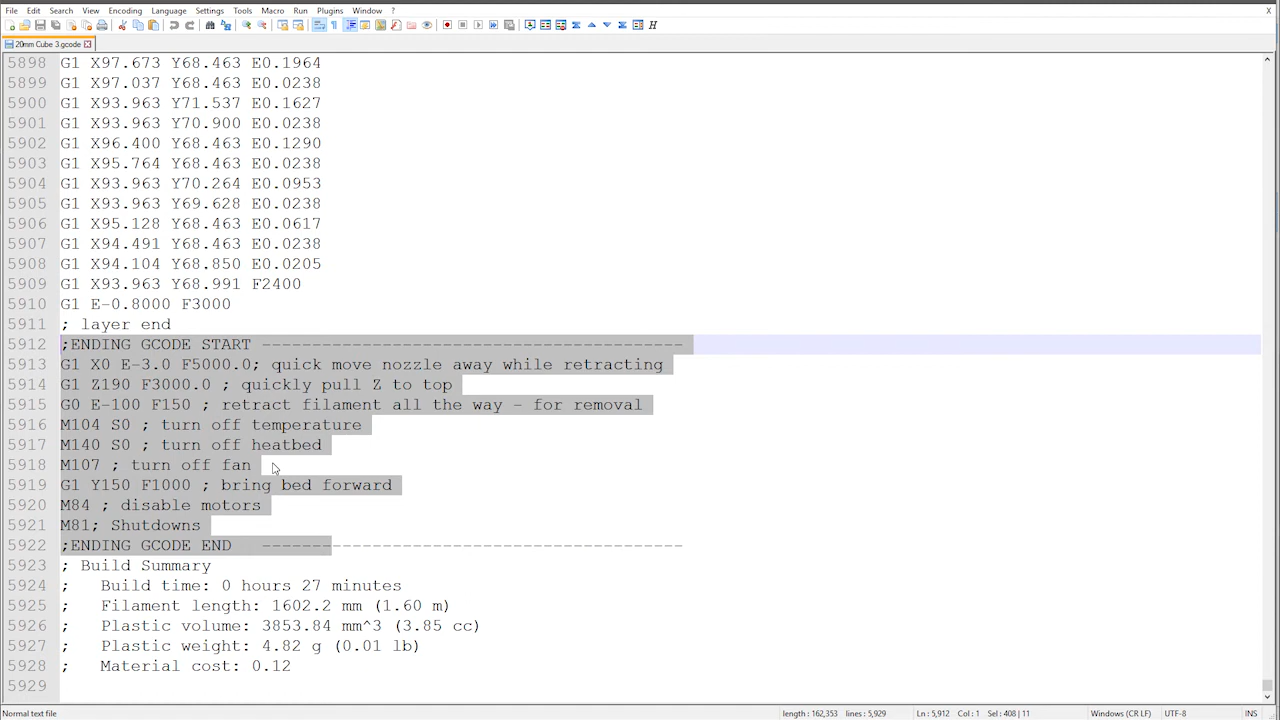 File Edit Search View Encoding Language Settings Tools Macro Run Plugins Window ? X
20mm Cube 3.gcode
5898 G1 X97.673 Y68.463 E0.1964
5899 G1 X97.037 Y68.463 E0.0238
5900 G1 X93.963 Y71.537 E0.1627
5901 G1 X93.963 Y70.900 E0.0238
5902 G1 X96.400 Y68.463 E0.1290
5903 G1 X95.764 Y68.463 E0.0238
5904 G1 X93.963 Y70.264 E0.0953
5905 G1 X93.963 Y69.628 E0.0238
5906 G1 X95.128 Y68.463 E0.0617
5907 G1 X94.491 Y68.463 E0.0238
5908 G1 X94.104 Y68.850 E0.0205
5909 G1 X93.963 Y68.991 F2400
5910 G1 E-0.8000 F3000
5911 ; layer end
5912 ;ENDING GCODE START ------------------------------------------
5913 G1 X0 E-3.0 F5000.0; quick move nozzle away while retracting
5914 G1 Z190 F3000.0 ; quickly pull Z to top
5915 G0 E-100 F150 ; retract filament all the way - for removal
5916 M104 S0 ; turn off temperature
5917 M140 S0 ; turn off heatbed
5918 M107 ; turn off fan
5919 G1 Y150 F1000 ; bring bed forward
5920 M84 ; disable motors
5921 M81; Shutdowns
5922 ;ENDING GCODE END   ------------------------------------------
5923 ; Build Summary
5924 ;   Build time: 0 hours 27 minutes
5925 ;   Filament length: 1602.2 mm (1.60 m)
5926 ;   Plastic volume: 3853.84 mm^3 (3.85 cc)
5927 ;   Plastic weight: 4.82 g (0.01 lb)
5928 ;   Material cost: 0.12
5929
Normal text file length : 162,353 lines : 5,929 Ln : 5,912 Col : 1 Sel : 408 | 11 Windows (CR LF) UTF-8 INS